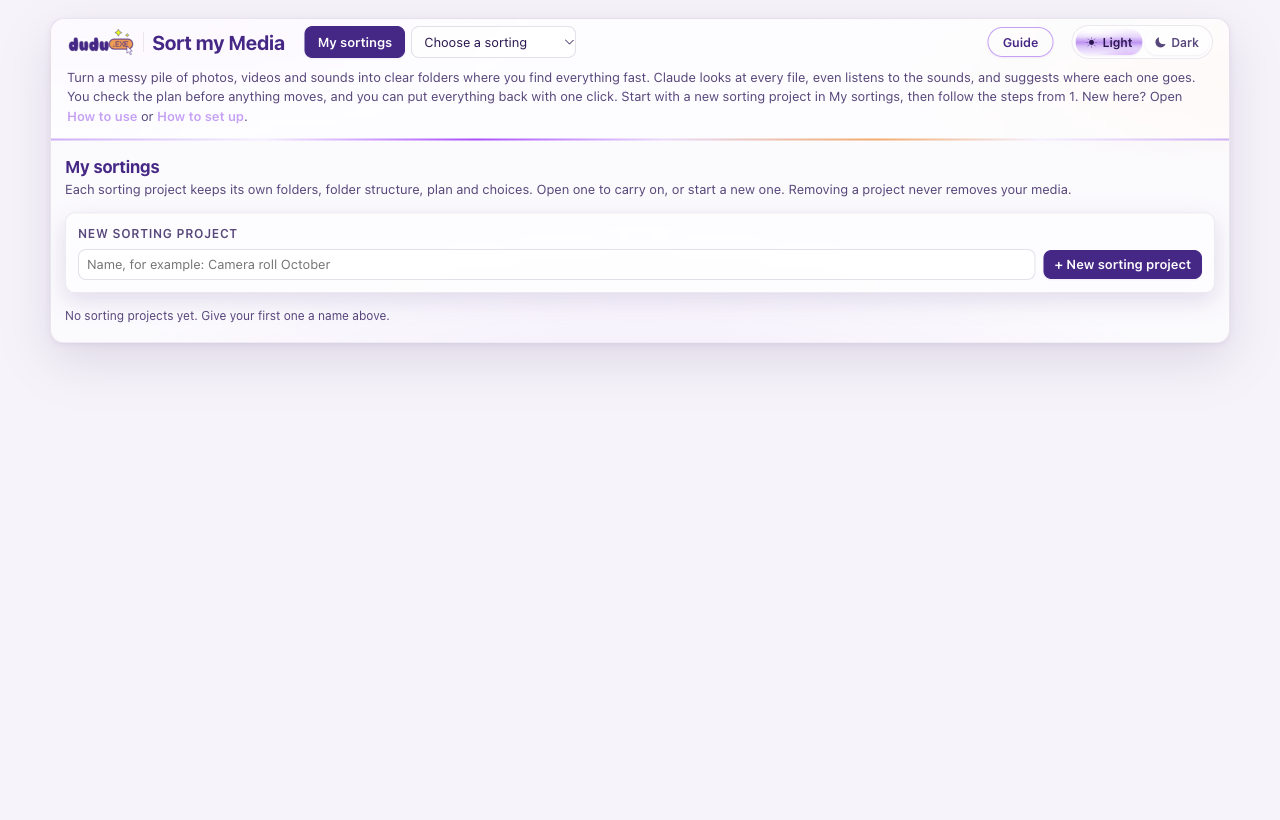 dudu.EXE
Sort my Media
My sortings
Choose a sorting
Guide
Light
Dark
Turn a messy pile of photos, videos and sounds into clear folders where you find everything fast. Claude looks at every file, even listens to the sounds, and suggests where each one goes.
You check the plan before anything moves, and you can put everything back with one click. Start with a new sorting project in My sortings, then follow the steps from 1. New here? Open
How to use or How to set up.
My sortings
Each sorting project keeps its own folders, folder structure, plan and choices. Open one to carry on, or start a new one. Removing a project never removes your media.
NEW SORTING PROJECT
Name, for example: Camera roll October
+ New sorting project
No sorting projects yet. Give your first one a name above.